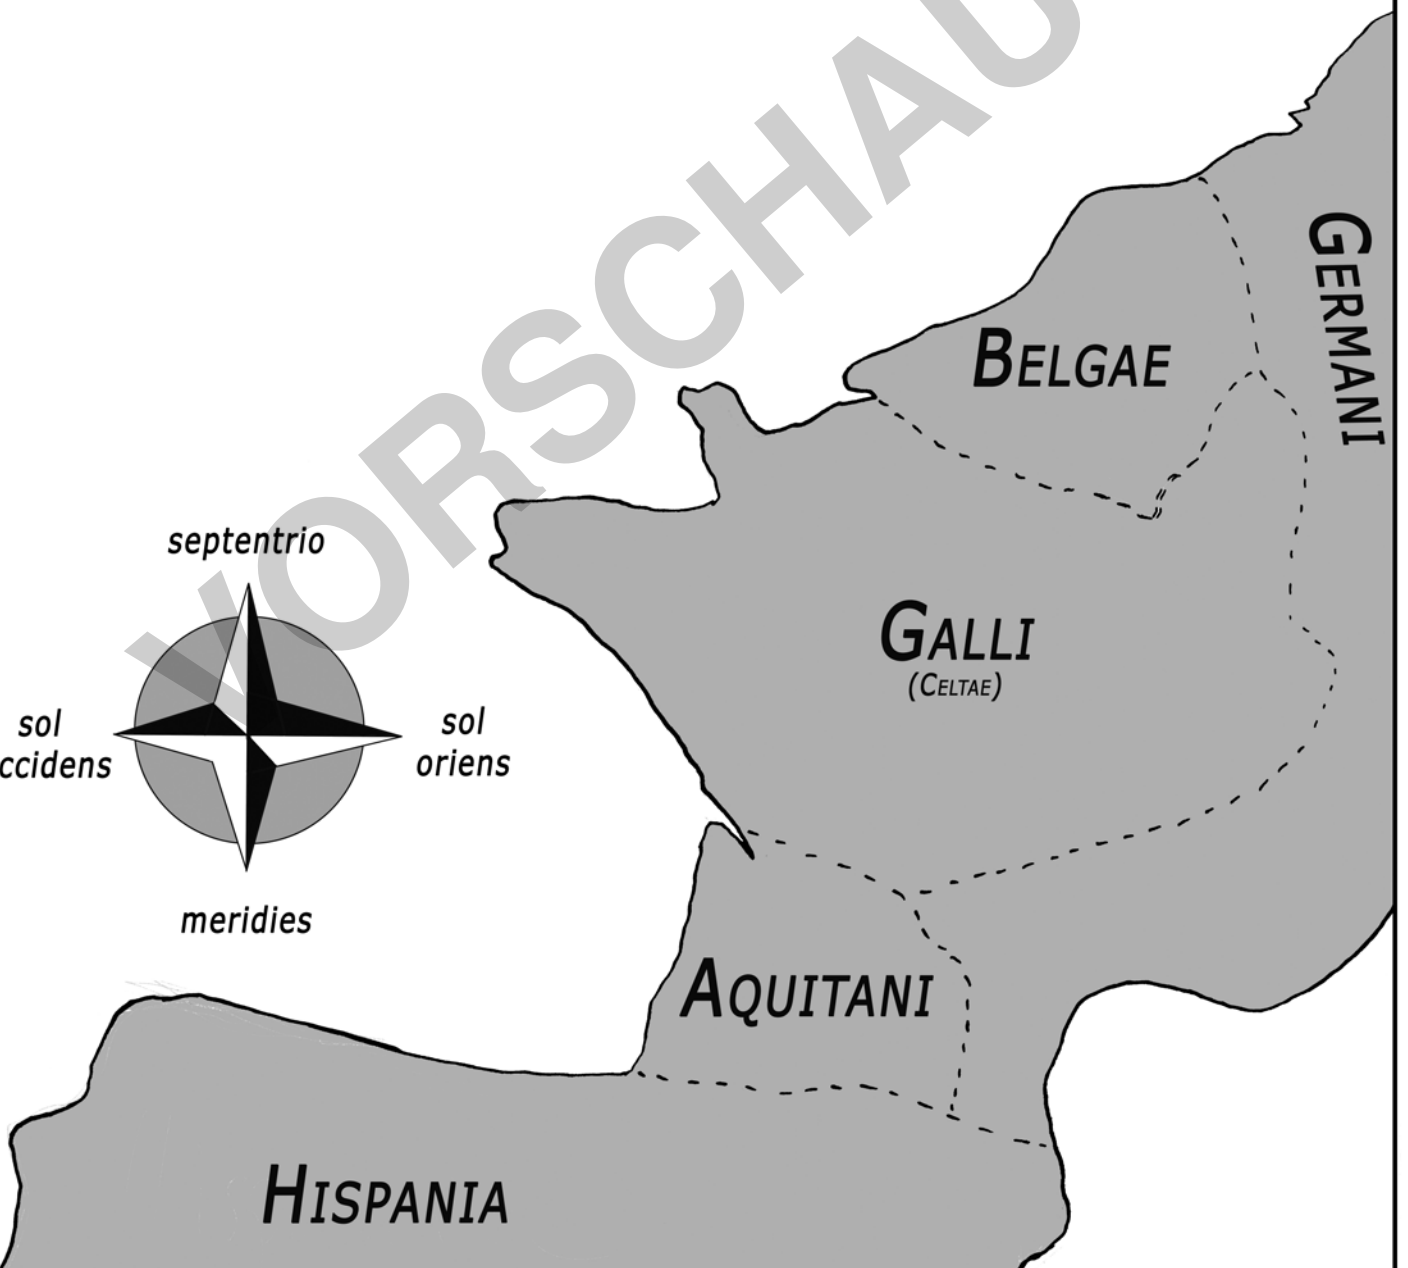 VORSCHAU
GERMANI
BELGAE
septentrio
GALLI
(CELTAE)
sol
ccidens
sol
oriens
meridies
AQUITANI
HISPANIA